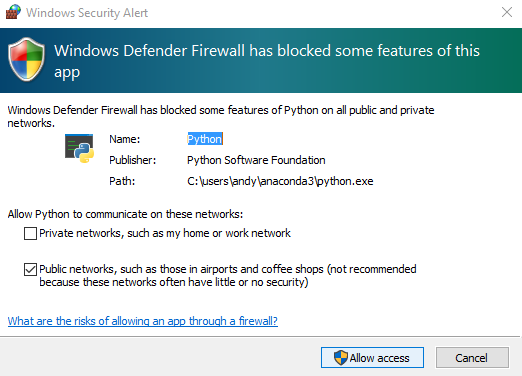 Windows Security Alert
Windows Defender Firewall has blocked some features of this
app
Windows Defender Firewall has blocked some features of Python on all public and private
networks.
Name: Python
Publisher: Python Software Foundation
Path: C:\users\andy\anaconda3\python.exe
Allow Python to communicate on these networks:
Private networks, such as my home or work network
Public networks, such as those in airports and coffee shops (not recommended
because these networks often have little or no security)
What are the risks of allowing an app through a firewall?
Allow access Cancel